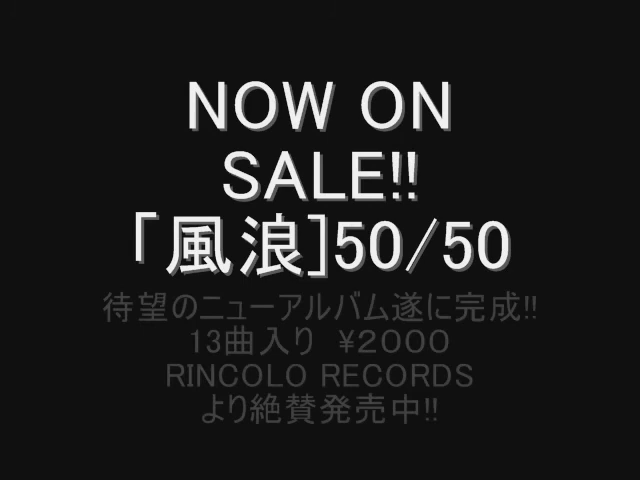 NOW ON
SALE!!
「風浪]50/50
待望のニューアルバム遂に完成!!
13曲入り ¥2000
RINCOLO RECORDS
より絶賛発売中!!